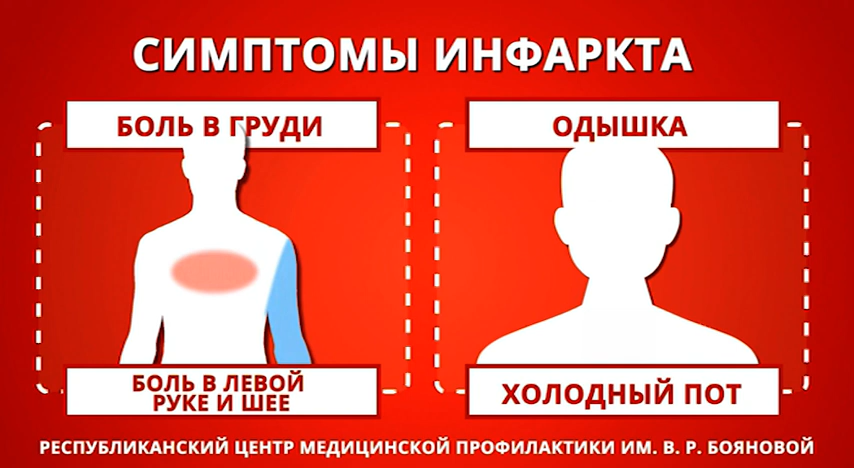 СИМПТОМЫ ИНФАРКТА
БОЛЬ В ГРУДИ
ОДЫШКА
БОЛЬ В ЛЕВОЙ
РУКЕ И ШЕЕ
ХОЛОДНЫЙ ПОТ
РЕСПУБЛИКАНСКИЙ ЦЕНТР МЕДИЦИНСКОЙ ПРОФИЛАКТИКИ ИМ. В. Р. БОЯНОВОЙ